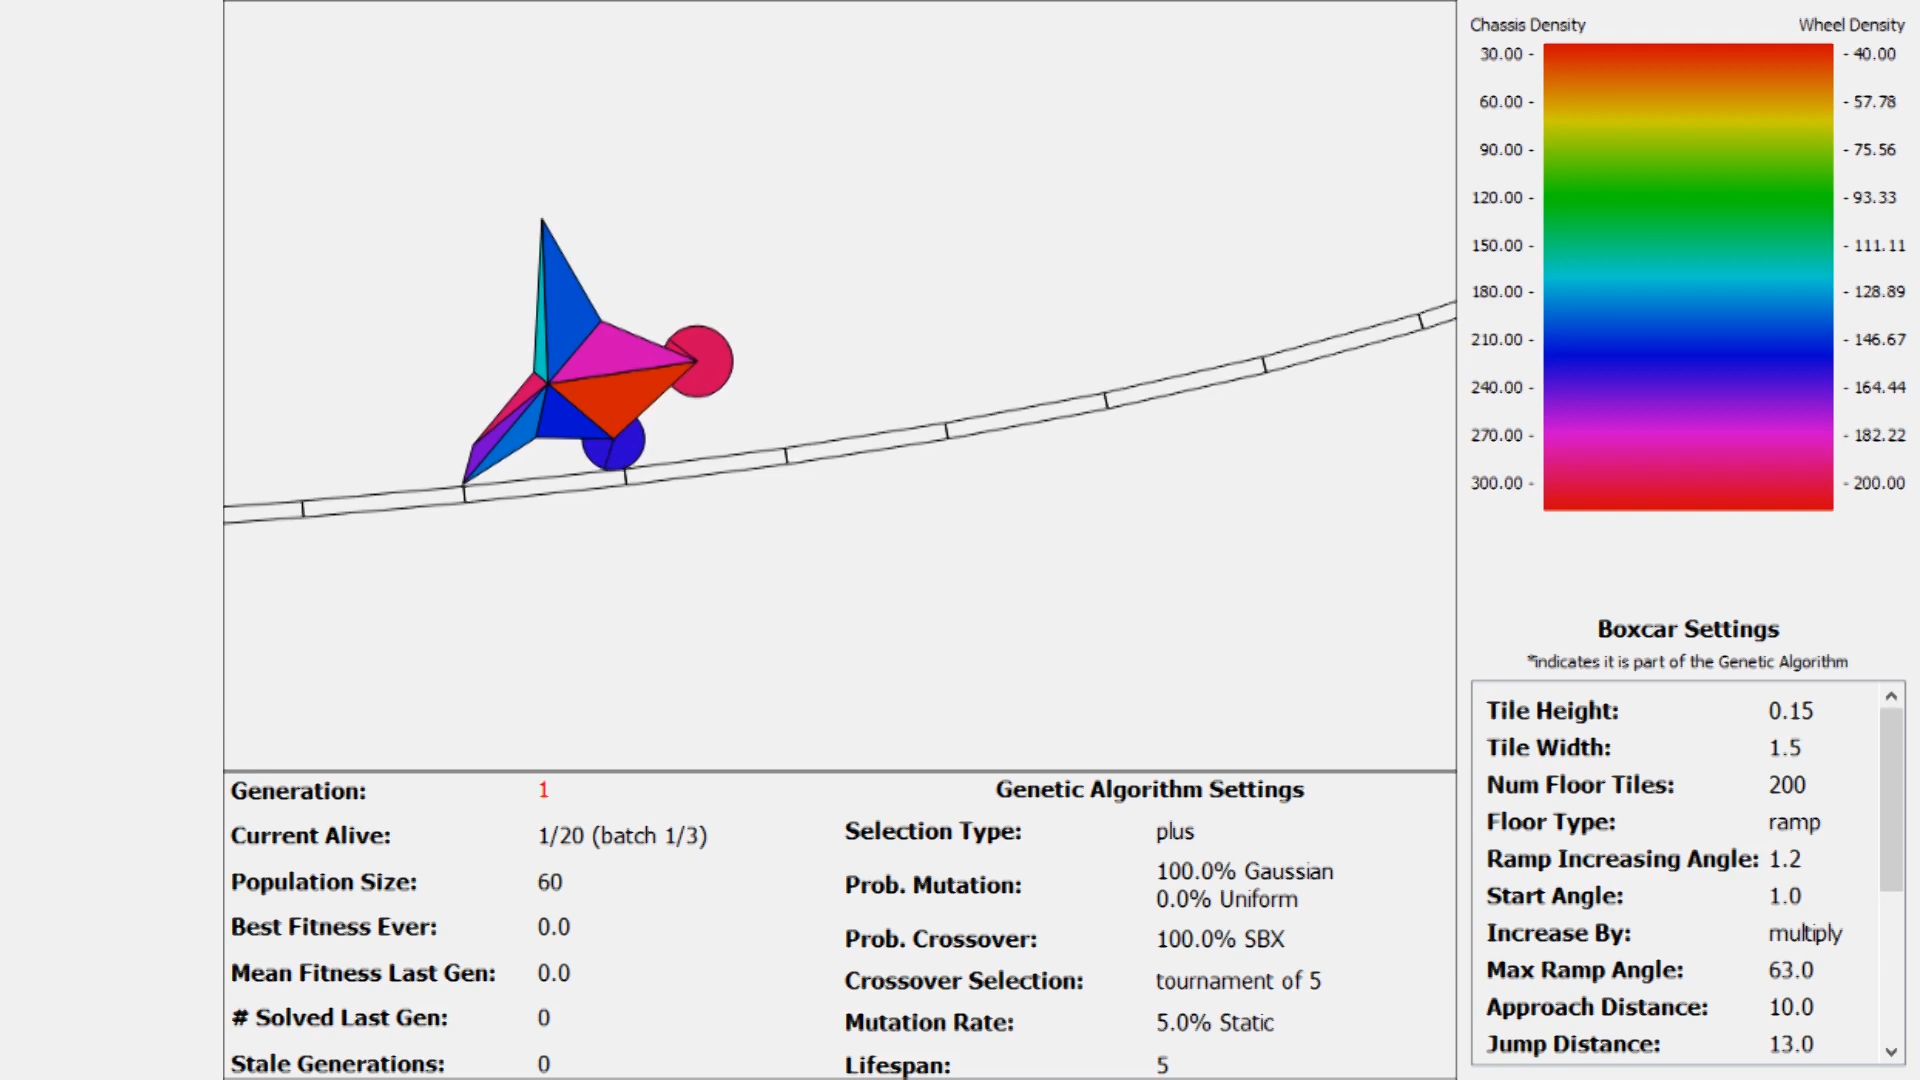 Chassis Density Wheel Density
30.00 - - 40.00
60.00 - - 57.78
90.00 - - 75.56
120.00 - - 93.33
150.00 - - 111.11
180.00 - - 128.89
210.00 - - 146.67
240.00 - - 164.44
270.00 - - 182.22
300.00 - - 200.00
Boxcar Settings
*indicates it is part of the Genetic Algorithm
Tile Height: 0.15
Tile Width: 1.5
Num Floor Tiles: 200
Floor Type: ramp
Ramp Increasing Angle: 1.2
Start Angle: 1.0
Increase By: multiply
Max Ramp Angle: 63.0
Approach Distance: 10.0
Jump Distance: 13.0
Generation: 1
Current Alive: 1/20 (batch 1/3)
Population Size: 60
Best Fitness Ever: 0.0
Mean Fitness Last Gen: 0.0
# Solved Last Gen: 0
Stale Generations: 0
Genetic Algorithm Settings
Selection Type: plus
Prob. Mutation: 100.0% Gaussian
0.0% Uniform
Prob. Crossover: 100.0% SBX
Crossover Selection: tournament of 5
Mutation Rate: 5.0% Static
Lifespan: 5